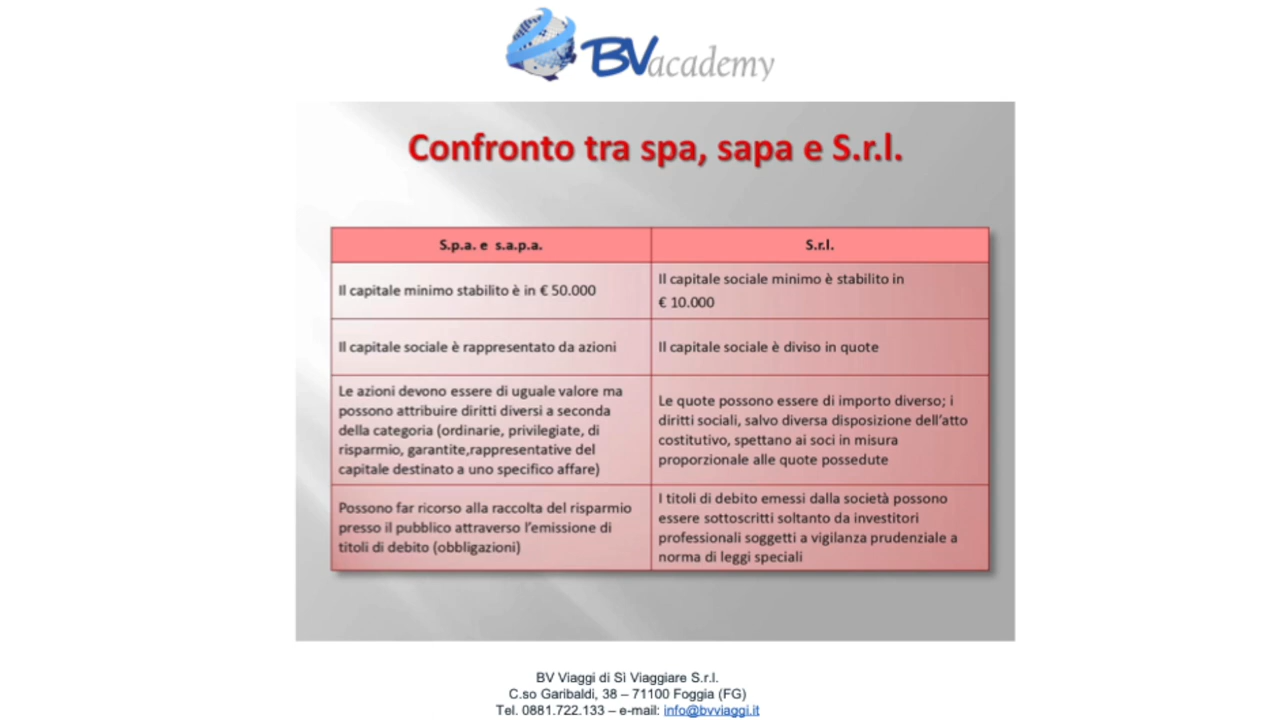 BVacademy
Confronto tra spa, sapa e S.r.l.
S.p.a. e s.a.p.a.
S.r.l.
Il capitale minimo stabilito è in € 50.000
Il capitale sociale minimo è stabilito in
€ 10.000
Il capitale sociale è rappresentato da azioni
Il capitale sociale è diviso in quote
Le azioni devono essere di uguale valore ma
possono attribuire diritti diversi a seconda
della categoria (ordinarie, privilegiate, di
risparmio, garantite,rappresentative del
capitale destinato a uno specifico affare)
Le quote possono essere di importo diverso; i
diritti sociali, salvo diversa disposizione dell'atto
costitutivo, spettano ai soci in misura
proporzionale alle quote possedute
Possono far ricorso alla raccolta del risparmio
presso il pubblico attraverso l'emissione di
titoli di debito (obbligazioni)
I titoli di debito emessi dalla società possono
essere sottoscritti soltanto da investitori
professionali soggetti a vigilanza prudenziale a
norma di leggi speciali
BV Viaggi di Sì Viaggiare S.r.l.
C.so Garibaldi, 38 – 71100 Foggia (FG)
Tel. 0881.722.133 – e-mail: info@bvviaggi.it